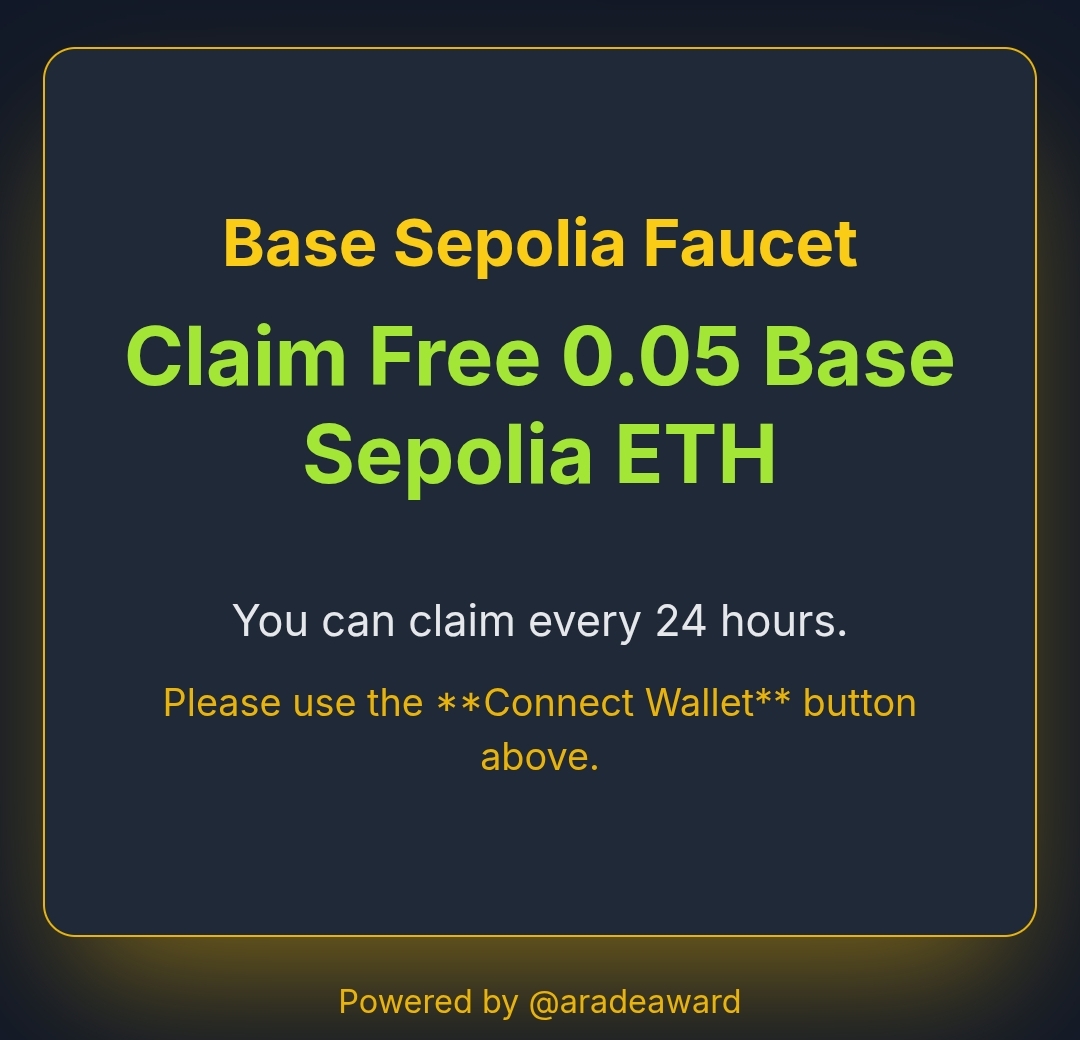 Base Sepolia Faucet
Claim Free 0.05 Base
Sepolia ETH
You can claim every 24 hours.
Please use the **Connect Wallet** button
above.
Powered by @aradeaward